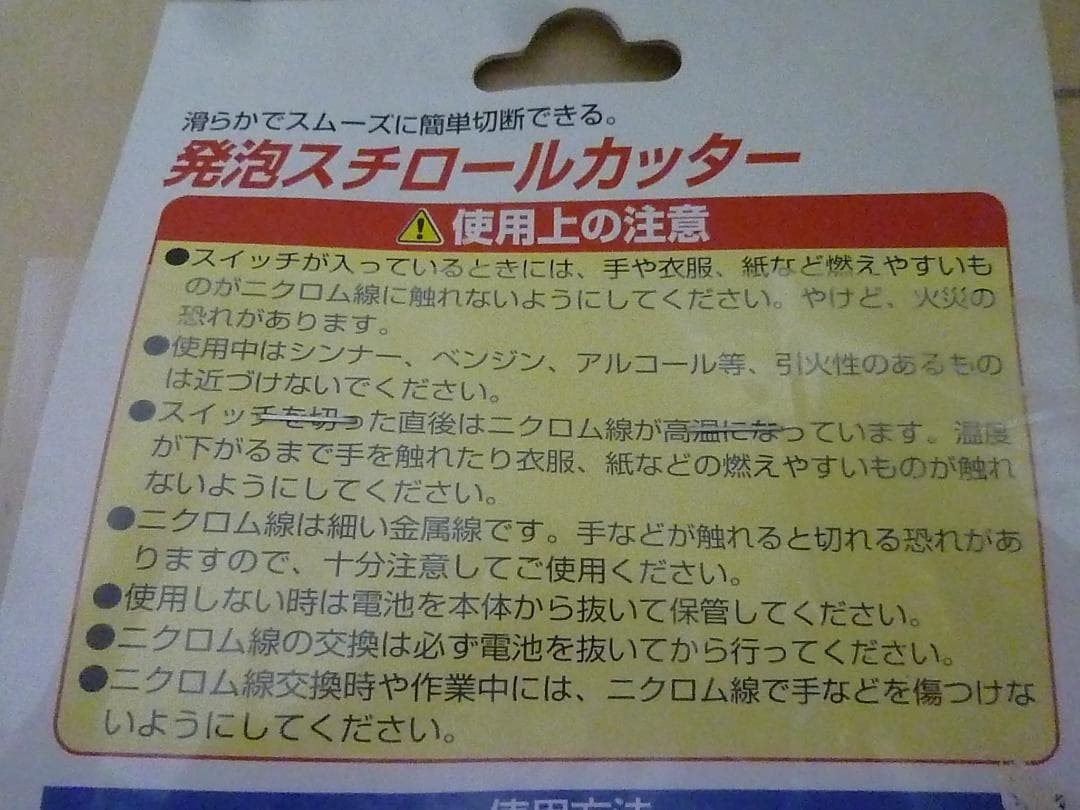 滑らかでスムーズに簡単切断できる。
発泡スチロールカッター
使用上の注意
●スイッチが入っているときには、手や衣服、紙など燃えやすいも
のがニクロム線に触れないようにしてください。やけど、火災の
恐れがあります。
●使用中はシンナー、ベンジン、アルコール等、引火性のあるもの
は近づけないでください。
●スイッチを切った直後はニクロム線が高温になっています。温度
が下がるまで手を触れたり衣服、紙などの燃えやすいものが触れ
ないようにしてください。
●ニクロム線は細い金属線です。手などが触れると切れる恐れがあ
りますので、十分注意してご使用ください。
●使用しない時は電池を本体から抜いて保管してください。
●ニクロム線の交換は必ず電池を抜いてから行ってください。
●ニクロム線交換時や作業中には、ニクロム線で手などを傷つけな
いようにしてください。
使用方法